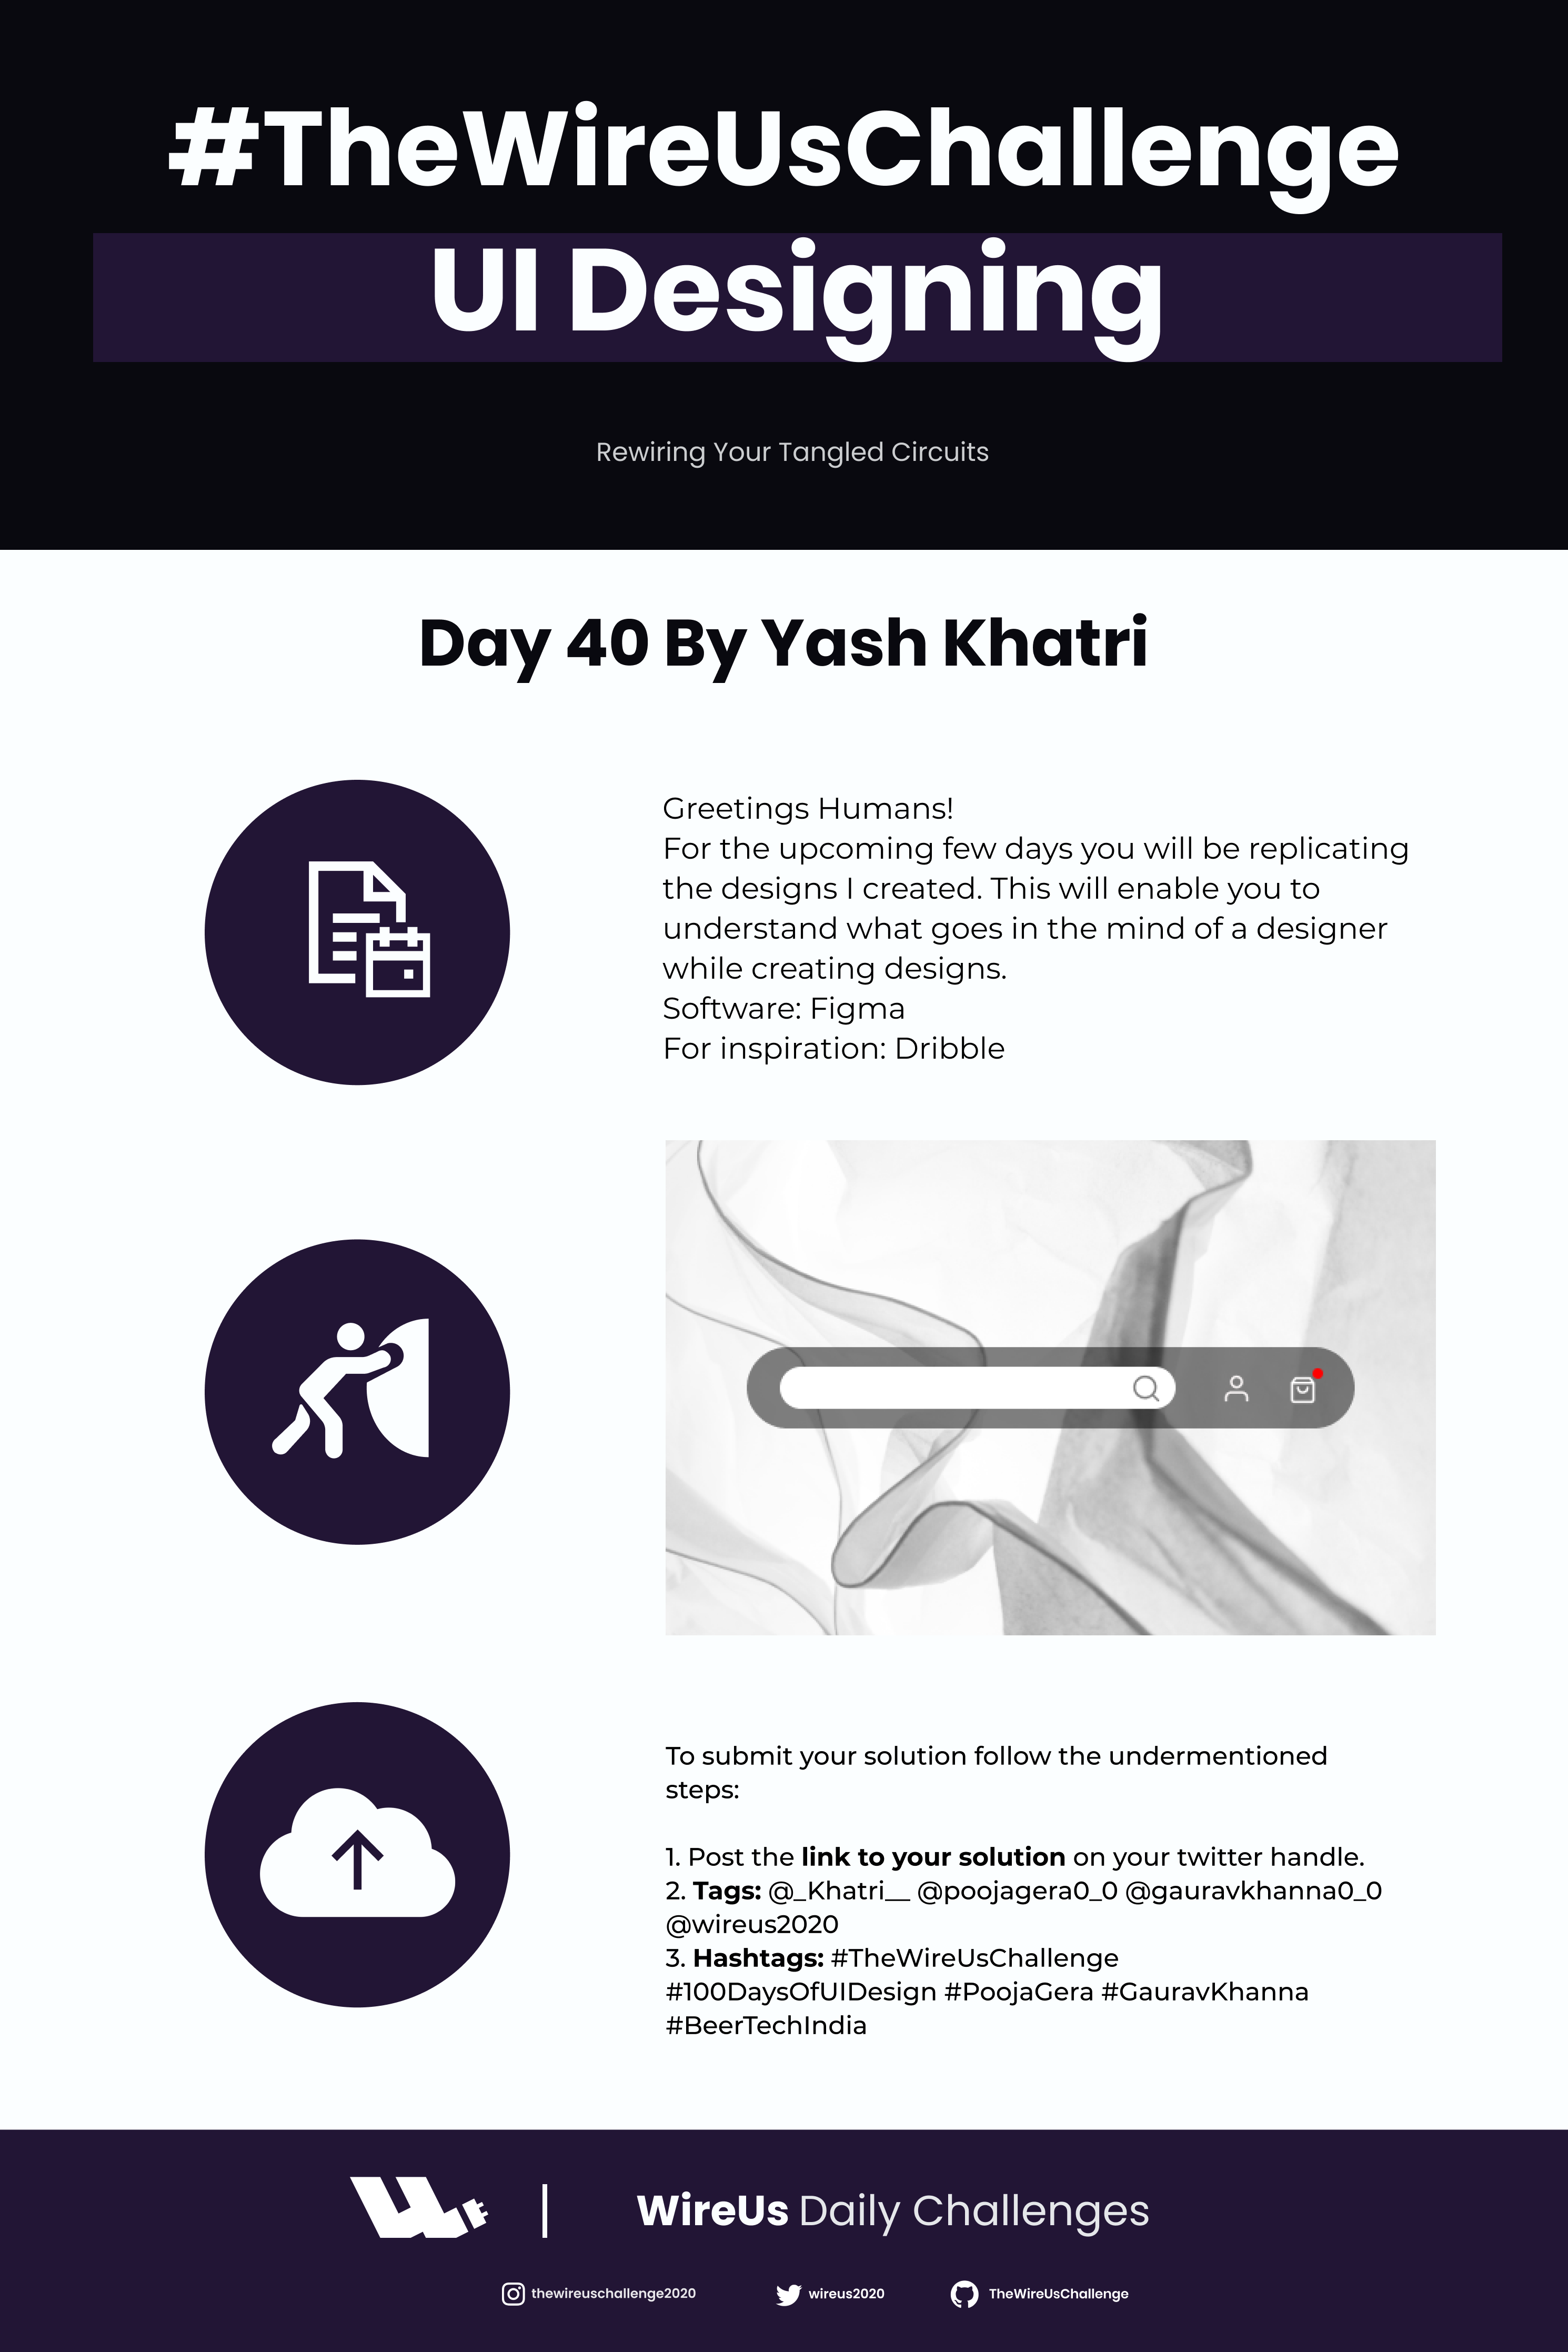 #TheWireUsChallenge
UI Designing
Rewiring Your Tangled Circuits
Day 40 By Yash Khatri
Greetings Humans!
For the upcoming few days you will be replicating
the designs I created. This will enable you to
understand what goes in the mind of a designer
while creating designs.
Software: Figma
For inspiration: Dribble
To submit your solution follow the undermentioned
steps:
1. Post the link to your solution on your twitter handle.
2. Tags: @_Khatri__ @poojagera0_0 @gauravkhanna0_0
@wireus2020
3. Hashtags: #TheWireUsChallenge
#100DaysOfUIDesign #PoojaGera #GauravKhanna
#BeerTechIndia
WireUs Daily Challenges
thewireuschallenge2020 wireus2020 TheWireUsChallenge